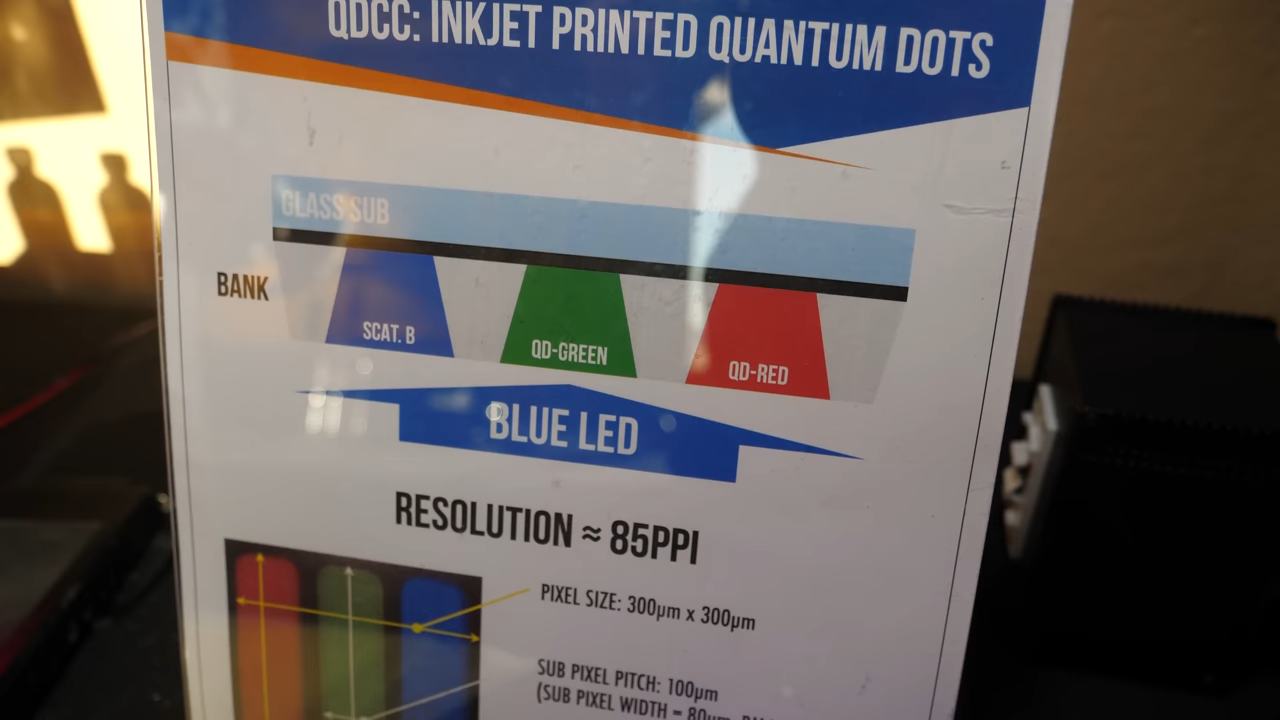 QDCC: INKJET PRINTED QUANTUM DOTS
GLASS SUB
BANK
SCAT. B
QD-GREEN
QD-RED
BLUE LED
RESOLUTION ≈ 85PPI
PIXEL SIZE: 300µm x 300µm
SUB PIXEL PITCH: 100µm
(SUB PIXEL WIDTH = 80µm,